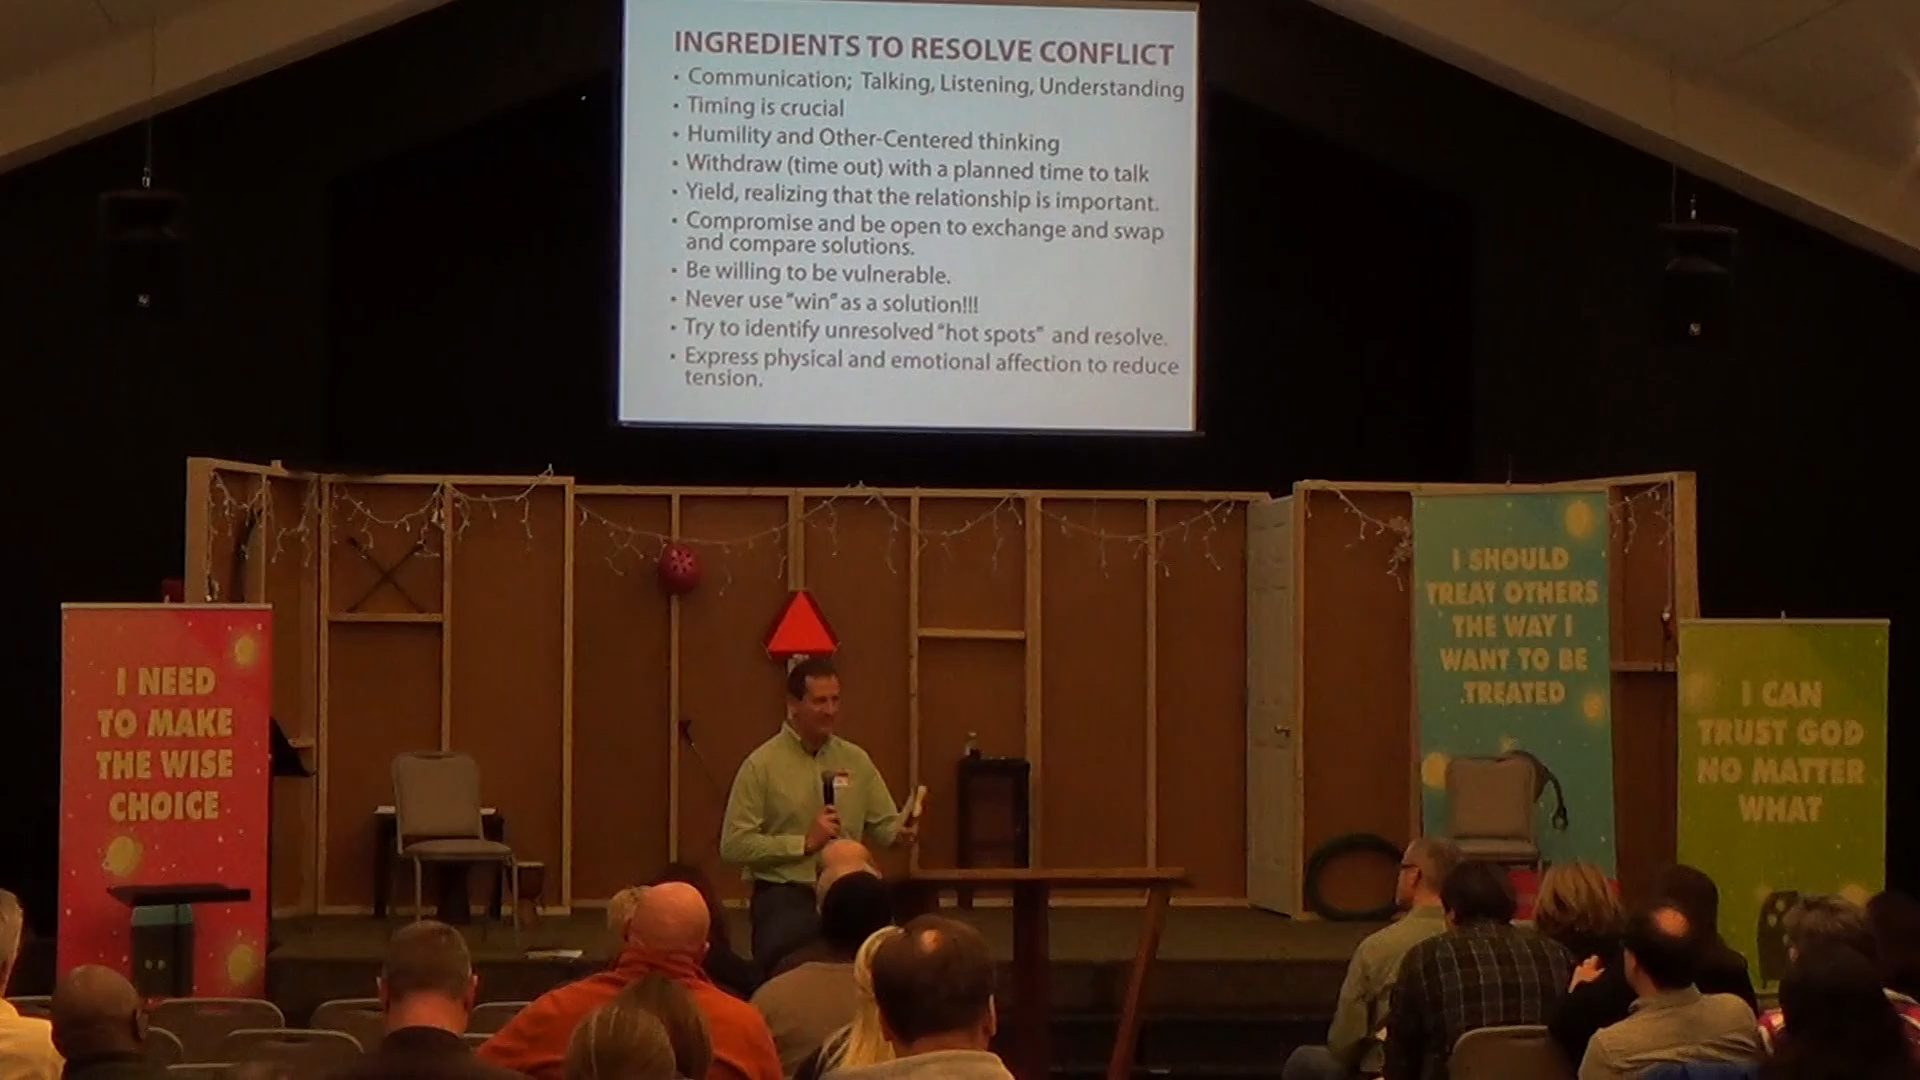 INGREDIENTS TO RESOLVE CONFLICT
• Communication; Talking, Listening, Understanding
• Timing is crucial
• Humility and Other-Centered thinking
• Withdraw (time out) with a planned time to talk
• Yield, realizing that the relationship is important.
• Compromise and be open to exchange and swap
and compare solutions.
• Be willing to be vulnerable.
• Never use "win" as a solution!!!
• Try to identify unresolved "hot spots" and resolve.
• Express physical and emotional affection to reduce
tension.
I NEED
TO MAKE
THE WISE
CHOICE
I SHOULD
TREAT OTHERS
THE WAY I
WANT TO BE
TREATED
I CAN
TRUST GOD
NO MATTER
WHAT